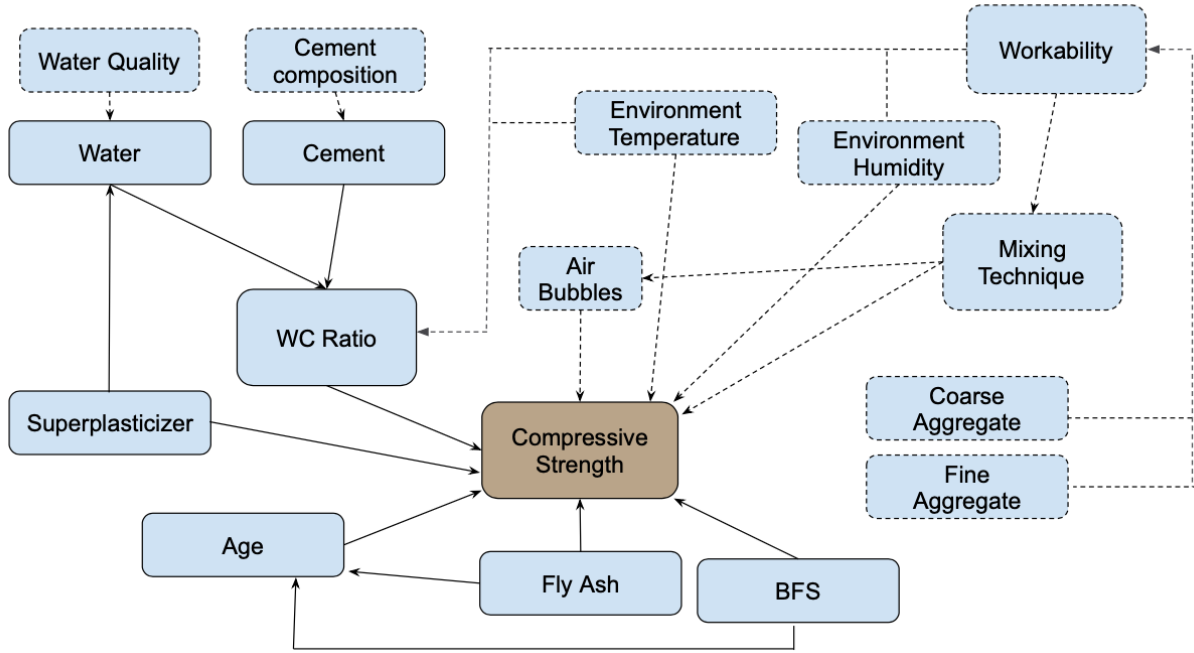 Water Quality
Cement
composition
Workability
Environment
Temperature
Environment
Humidity
Water
Cement
Mixing
Technique
Air
Bubbles
WC Ratio
Superplasticizer
Compressive
Strength
Coarse
Aggregate
Fine
Aggregate
Age
Fly Ash
BFS